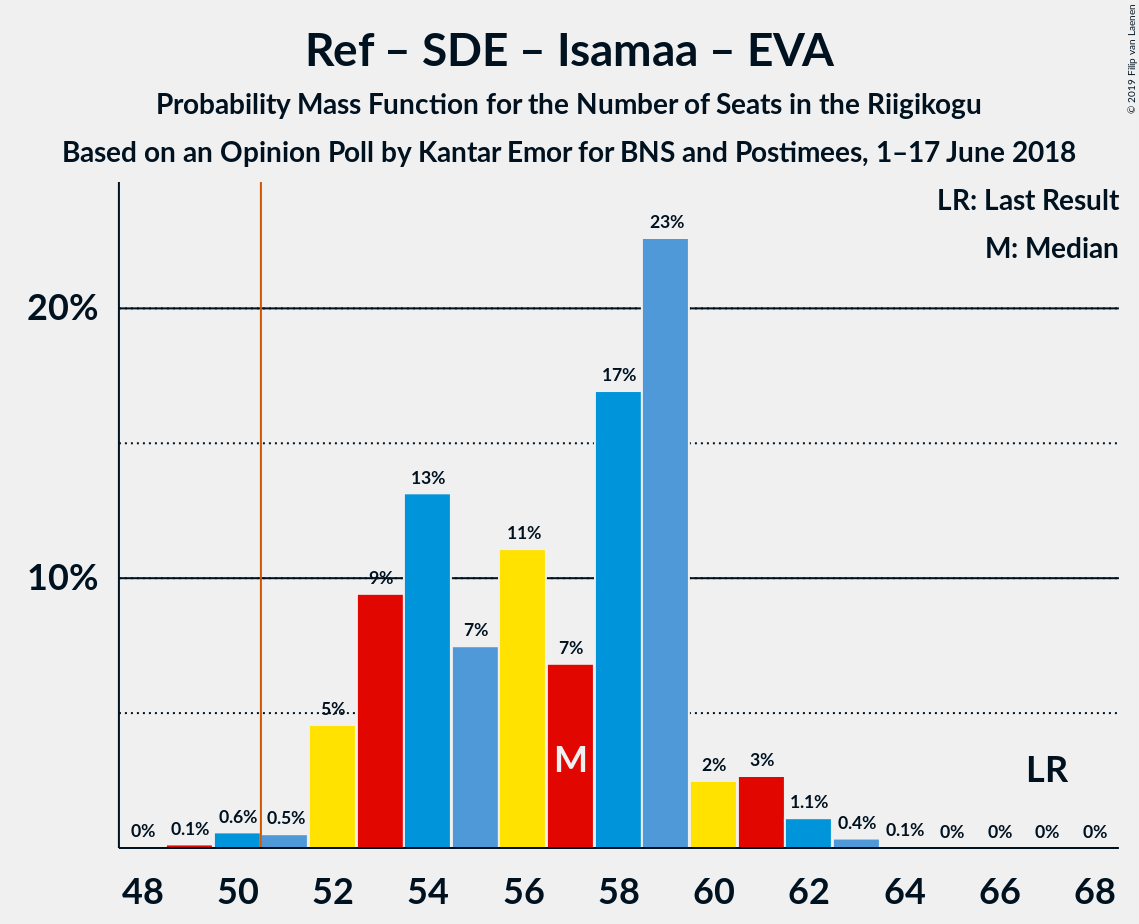 Ref – SDE – Isamaa – EVA
Probability Mass Function for the Number of Seats in the Riigikogu
Based on an Opinion Poll by Kantar Emor for BNS and Postimees, 1–17 June 2018
© 2019 Filip van Laenen
LR: Last Result
M: Median
20%
10%
0%
0.1%
0.6%
0.5%
5%
9%
13%
7%
11%
7%
17%
23%
2%
3%
1.1%
0.4%
0.1%
0%
0%
0%
0%
M
LR
48 50 52 54 56 58 60 62 64 66 68